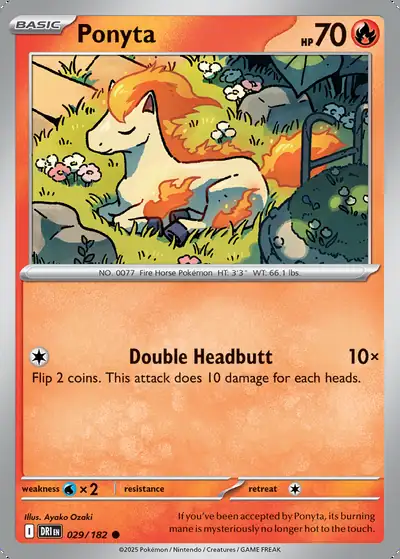 BASIC
Ponyta
HP 70
NO. 0077 Fire Horse Pokémon HT: 3'3" WT: 66.1 lbs
Double Headbutt 10×
Flip 2 coins. This attack does 10 damage for each heads.
weakness ×2 resistance retreat
Illus. Ayako Ozaki
I DRI EN 029/182
If you've been accepted by Ponyta, its burning
mane is mysteriously no longer hot to the touch.
©2025 Pokémon / Nintendo / Creatures / GAME FREAK